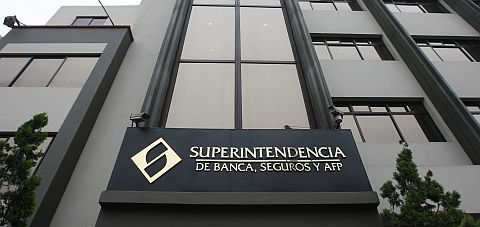 SUPERINTENDENCIA
DE BANCA, SEGUROS Y AFP